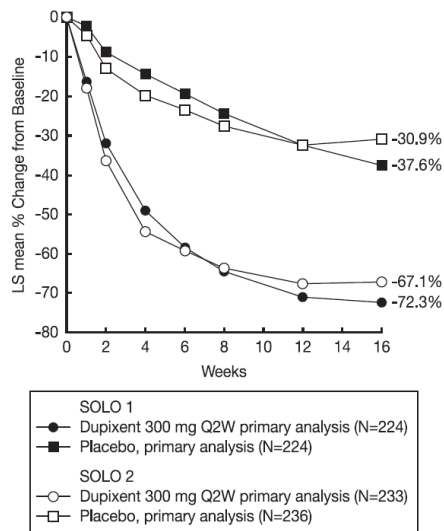 0
-10
-20
-30
-40
-50
-60
-70
-80
LS mean % Change from Baseline
-30.9%
-37.6%
-67.1%
-72.3%
0 2 4 6 8 10 12 14 16
Weeks
SOLO 1
Dupixent 300 mg Q2W primary analysis (N=224)
Placebo, primary analysis (N=224)
SOLO 2
Dupixent 300 mg Q2W primary analysis (N=233)
Placebo, primary analysis (N=236)